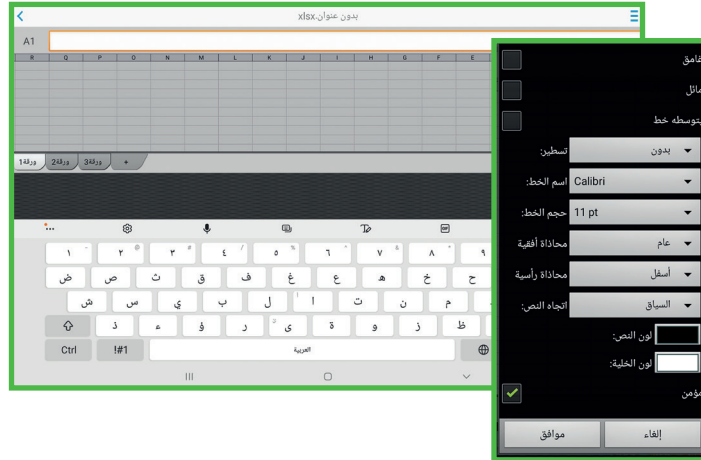 بدون عنوان.xlsx
A1
R Q P O N M L K J I H G F E
ورقة1 ورقة2 ورقة3 +
GIF
١ ٢ ٣ ٤ ٥ ٦ ٧ ٨ ٩
ض ص ث ق ف غ ع ه خ ح
ش س ي ب ل ا ت ن م
ذ ء ؤ ر ى ة و ز ظ
Ctrl !#1 العربية
غامق
مائل
يتوسطه خط
تسطير: بدون
اسم الخط: Calibri
حجم الخط: 11 pt
محاذاة أفقية عام
محاذاة رأسية أسفل
اتجاه النص: السياق
لون النص:
لون الخلية:
مؤمن
موافق إلغاء